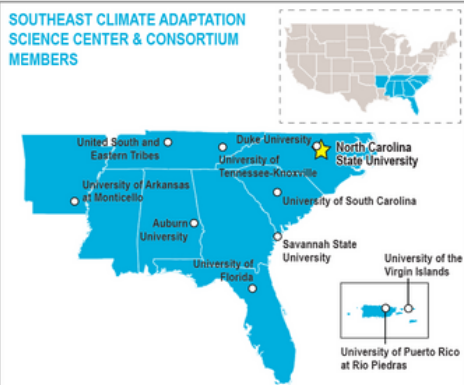 SOUTHEAST CLIMATE ADAPTATION
SCIENCE CENTER & CONSORTIUM
MEMBERS
United South and
Eastern Tribes
Duke University
North Carolina
State University
University of
Tennessee-Knoxville
University of Arkansas
at Monticello
University of South Carolina
Auburn
University
Savannah State
University
University of
Florida
University of the
Virgin Islands
University of Puerto Rico
at Rio Piedras